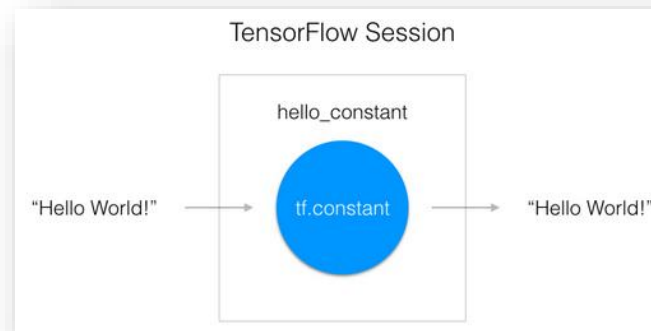 TensorFlow Session
hello_constant
“Hello World!”
tf.constant
“Hello World!”